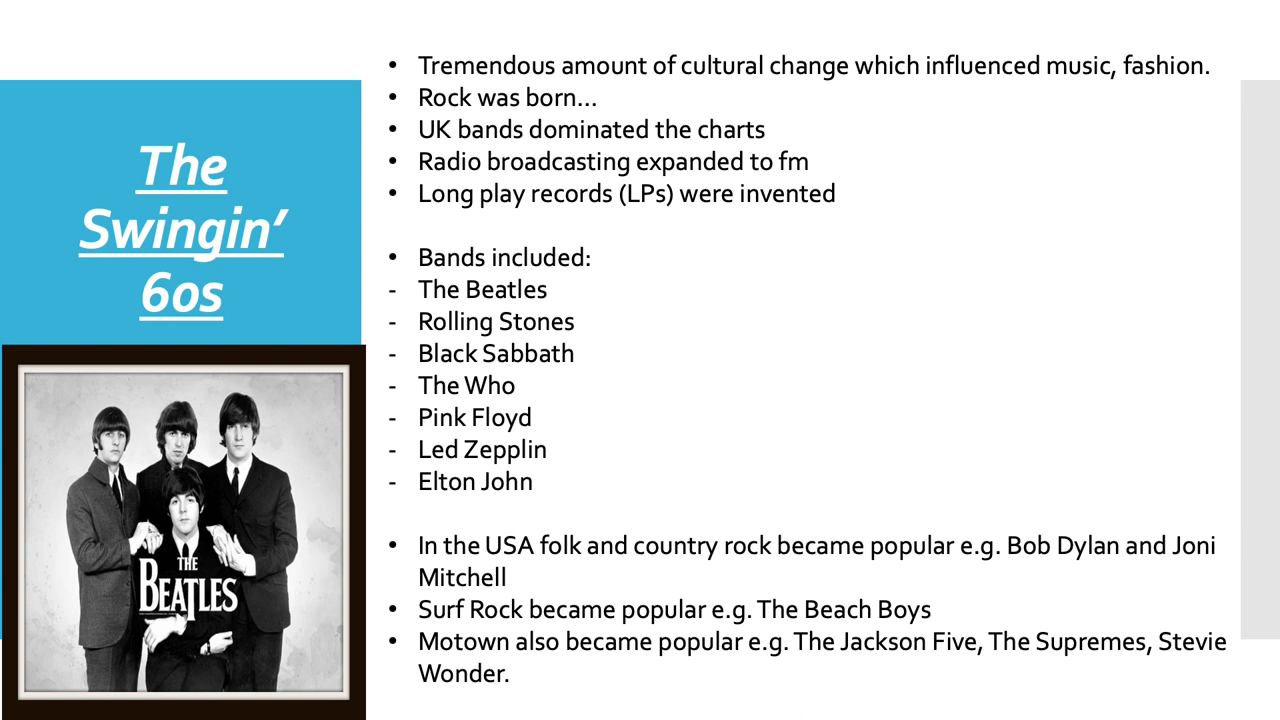 The
Swingin’
60s
THE
BEATLES
• Tremendous amount of cultural change which influenced music, fashion.
• Rock was born…
• UK bands dominated the charts
• Radio broadcasting expanded to fm
• Long play records (LPs) were invented
• Bands included:
- The Beatles
- Rolling Stones
- Black Sabbath
- The Who
- Pink Floyd
- Led Zepplin
- Elton John
• In the USA folk and country rock became popular e.g. Bob Dylan and Joni
Mitchell
• Surf Rock became popular e.g. The Beach Boys
• Motown also became popular e.g. The Jackson Five, The Supremes, Stevie
Wonder.